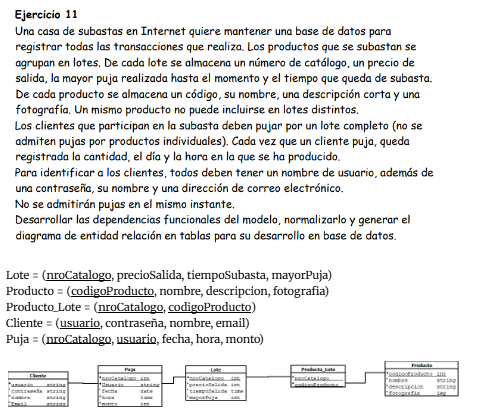 Ejercicio 11
Una casa de subastas en Internet quiere mantener una base de datos para
registrar todas las transacciones que realiza. Los productos que se subastan se
agrupan en lotes. De cada lote se almacena un número de catálogo, un precio de
salida, la mayor puja realizada hasta el momento y el tiempo que queda de subasta.
De cada producto se almacena un código, su nombre, una descripción corta y una
fotografía. Un mismo producto no puede incluirse en lotes distintos.
Los clientes que participan en la subasta deben pujar por un lote completo (no se
admiten pujas por productos individuales). Cada vez que un cliente puja, queda
registrada la cantidad, el día y la hora en la que se ha producido.
Para identificar a los clientes, todos deben tener un nombre de usuario, además de
una contraseña, su nombre y una dirección de correo electrónico.
No se admitirán pujas en el mismo instante.
Desarrollar las dependencias funcionales del modelo, normalizarlo y generar el
diagrama de entidad relación en tablas para su desarrollo en base de datos.
Lote = (nroCatalogo, precioSalida, tiempoSubasta, mayorPuja)
Producto = (codigoProducto, nombre, descripcion, fotografia)
Producto_Lote = (nroCatalogo, codigoProducto)
Cliente = (usuario, contraseña, nombre, email)
Puja = (nroCatalogo, usuario, fecha, hora, monto)
Cliente
*usuario string
*contraseña string
*nombre string
*Email string
Puja
*nroCatalogo int
*Usuario string
*fecha date
*hora time
*monto int
Lote
*nroCatalogo int
*precioSalida int
*tiempoSalida time
*mayorPuja int
Producto_Lote
*nroCatalogo
*codigoProducto
Producto
*codigoProducto int
*nombre string
*descripcion string
*fotografia img